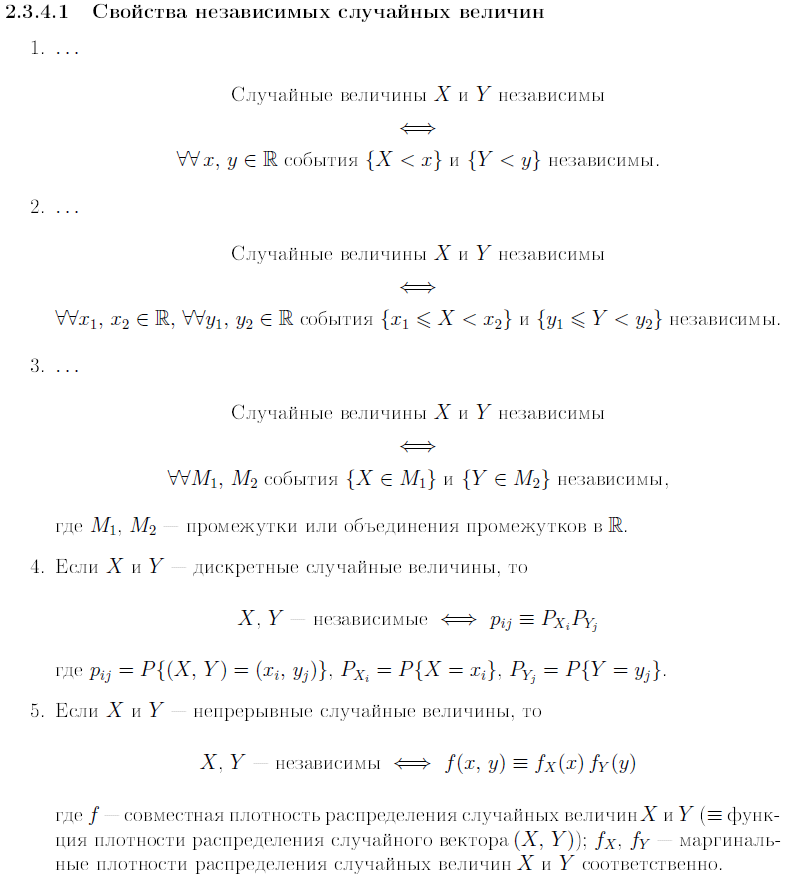 2.3.4.1 Свойства независимых случайных величин
1. ...
Случайные величины X и Y независимы
⟺
∀∀ x, y ∈ ℝ события {X < x} и {Y < y} независимы.
2. ...
Случайные величины X и Y независимы
⟺
∀∀x₁, x₂ ∈ ℝ, ∀∀y₁, y₂ ∈ ℝ события {x₁ ⩽ X < x₂} и {y₁ ⩽ Y < y₂} независимы.
3. ...
Случайные величины X и Y независимы
⟺
∀∀M₁, M₂ события {X ∈ M₁} и {Y ∈ M₂} независимы,
где M₁, M₂ — промежутки или объединения промежутков в ℝ.
4. Если X и Y — дискретные случайные величины, то
X, Y — независимые ⟺ p_{ij} ≡ P_{X_i}P_{Y_j}
где p_{ij} = P{(X, Y) = (x_i, y_j)}, P_{X_i} = P{X = x_i}, P_{Y_j} = P{Y = y_j}.
5. Если X и Y — непрерывные случайные величины, то
X, Y — независимы ⟺ f(x, y) ≡ f_X(x) f_Y(y)
где f — совместная плотность распределения случайных величин X и Y (≡ функ-
ция плотности распределения случайного вектора (X, Y)); f_X, f_Y — маргиналь-
ные плотности распределения случайных величин X и Y соответственно.